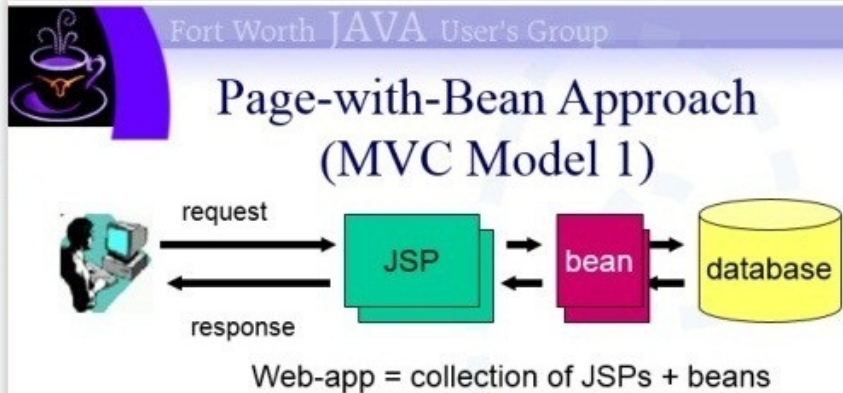 Fort Worth JAVA User's Group
Page-with-Bean Approach
(MVC Model 1)
request
JSP
bean
database
response
Web-app = collection of JSPs + beans